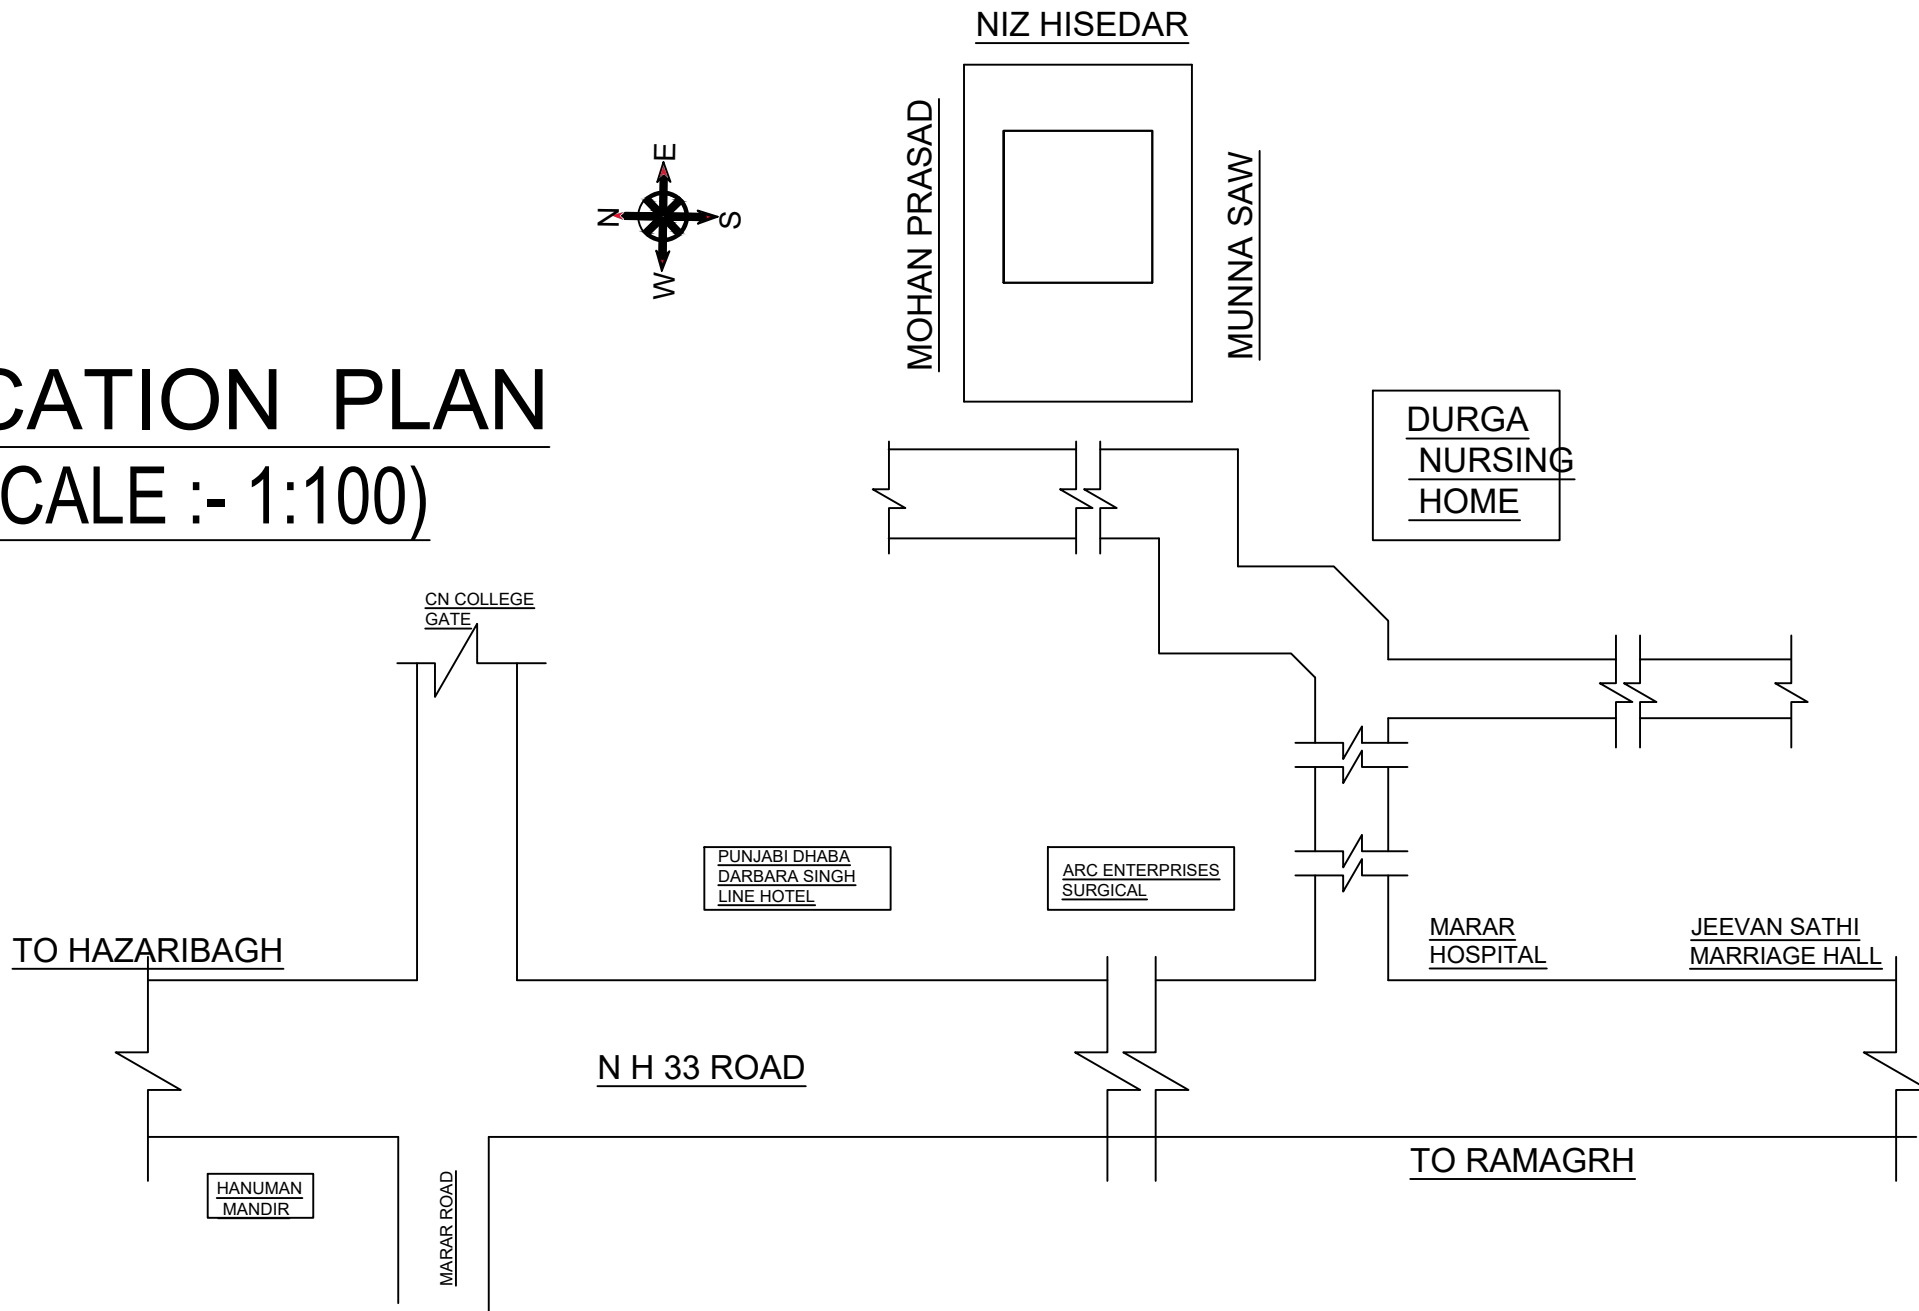 NIZ HISEDAR
MOHAN PRASAD
MUNNA SAW
E
N
S
W
CATION PLAN
CALE :- 1:100)
DURGA
NURSING
HOME
CN COLLEGE
GATE
PUNJABI DHABA
DARBARA SINGH
LINE HOTEL
ARC ENTERPRISES
SURGICAL
TO HAZARIBAGH
MARAR
HOSPITAL
JEEVAN SATHI
MARRIAGE HALL
N H 33 ROAD
TO RAMAGRH
HANUMAN
MANDIR
MARAR ROAD